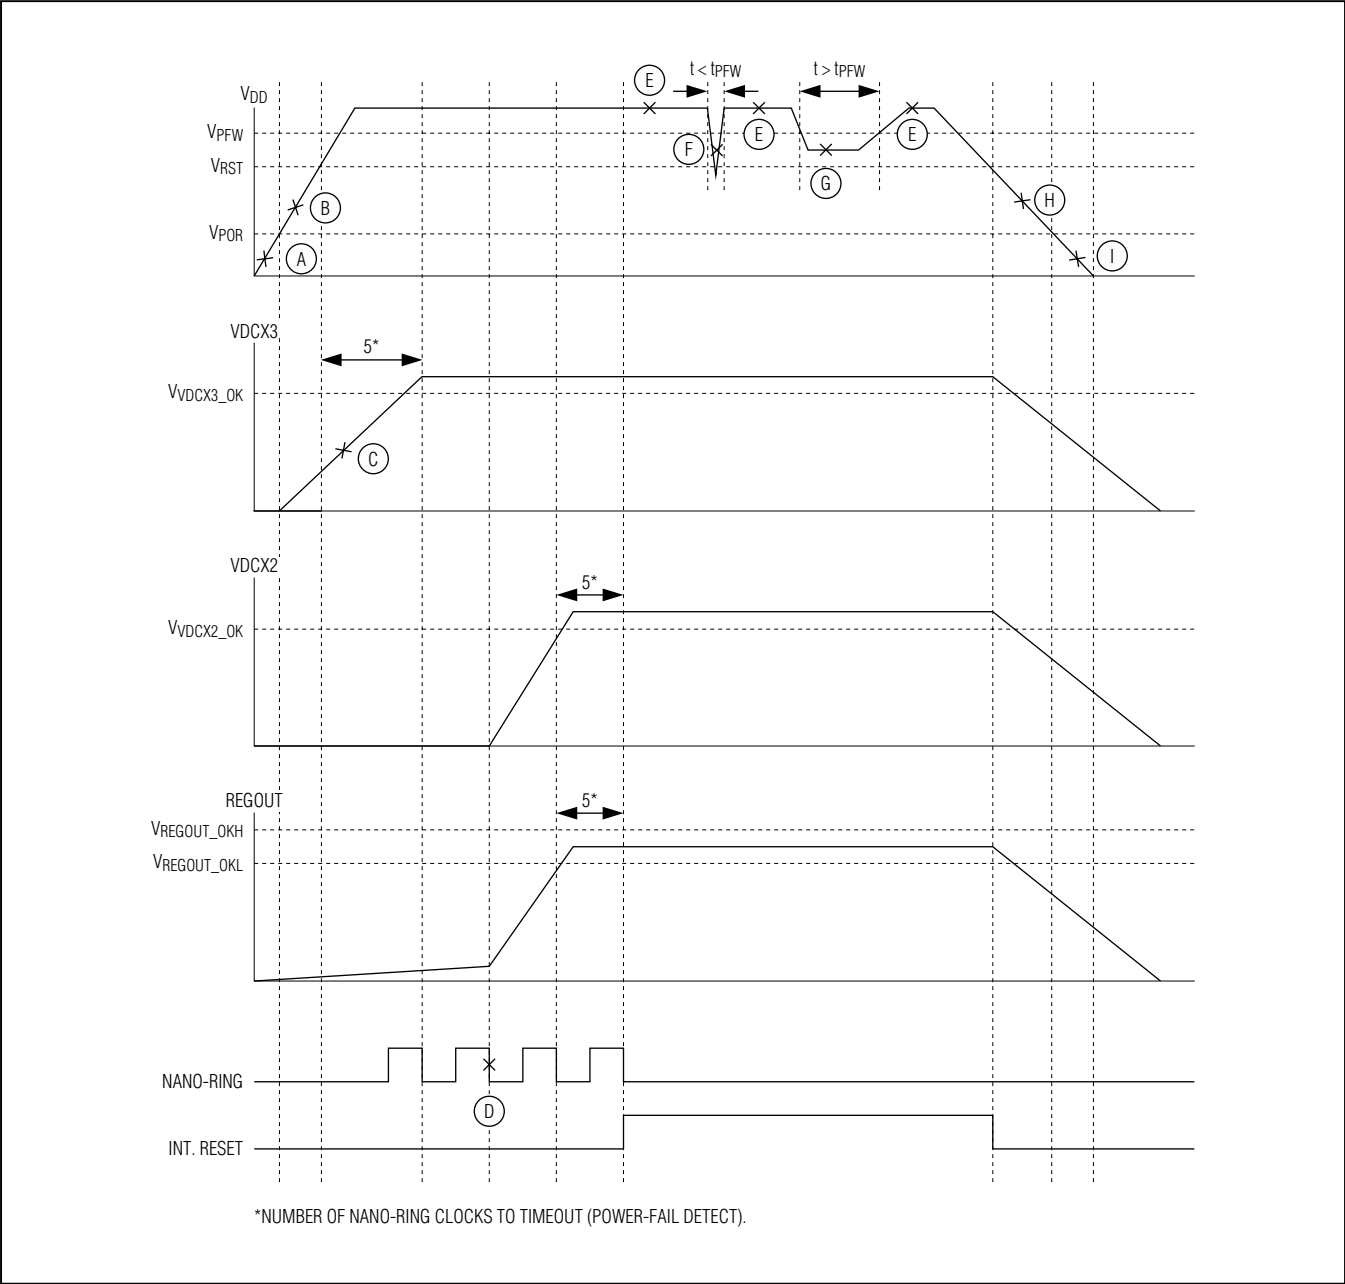 t < tPFW
t > tPFW
E
VDD
VPFW
E
E
F
VRST
G
B
H
VPOR
A
I
VDCX3
5*
VVDCX3_OK
C
VDCX2
5*
VVDCX2_OK
REGOUT
5*
VREGOUT_OKH
VREGOUT_OKL
NANO-RING
D
INT. RESET
*NUMBER OF NANO-RING CLOCKS TO TIMEOUT (POWER-FAIL DETECT).